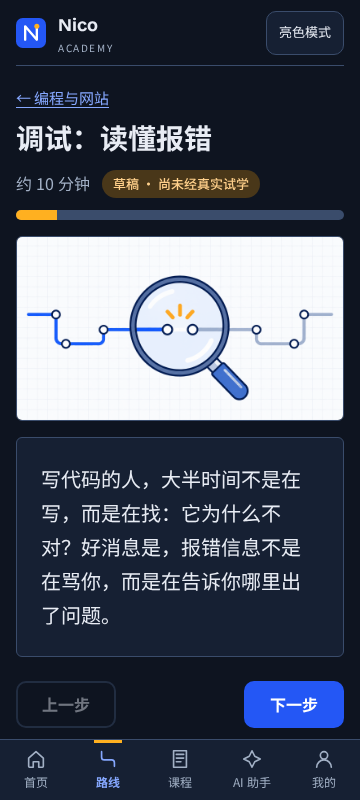 Nico
ACADEMY
亮色模式
← 编程与网站
调试：读懂报错
约 10 分钟
草稿 · 尚未经真实试学
写代码的人，大半时间不是在
写，而是在找：它为什么不
对？好消息是，报错信息不是
在骂你，而是在告诉你哪里出
了问题。
上一步
下一步
首页
路线
课程
AI 助手
我的